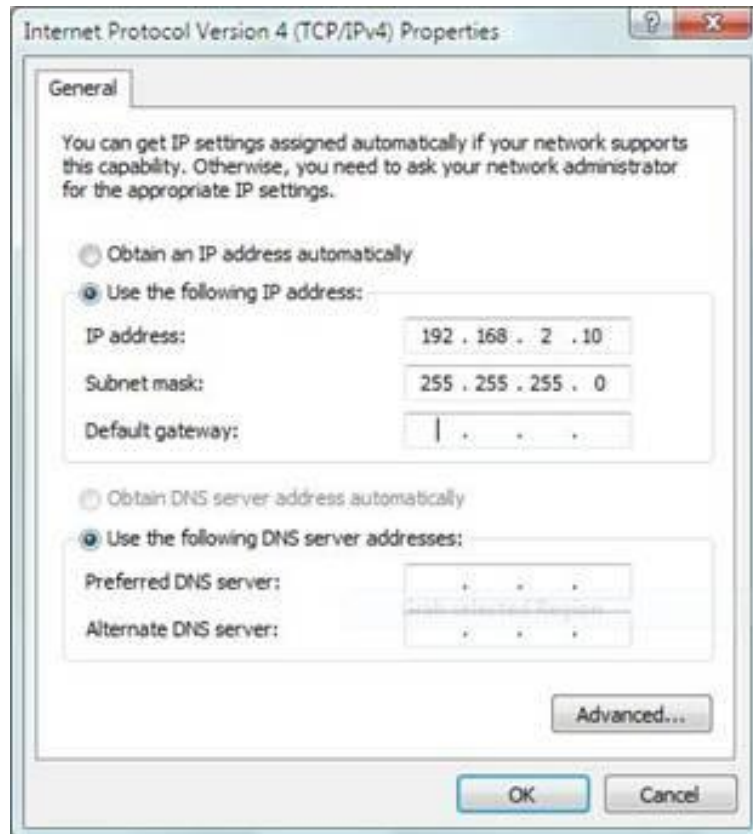 Internet Protocol Version 4 (TCP/IPv4) Properties
General
You can get IP settings assigned automatically if your network supports
this capability. Otherwise, you need to ask your network administrator
for the appropriate IP settings.
Obtain an IP address automatically
Use the following IP address:
IP address: 192 . 168 . 2 . 10
Subnet mask: 255 . 255 . 255 . 0
Default gateway: . . .
Obtain DNS server address automatically
Use the following DNS server addresses:
Preferred DNS server: . . .
selected Region
Alternate DNS server: . . .
Advanced...
OK Cancel